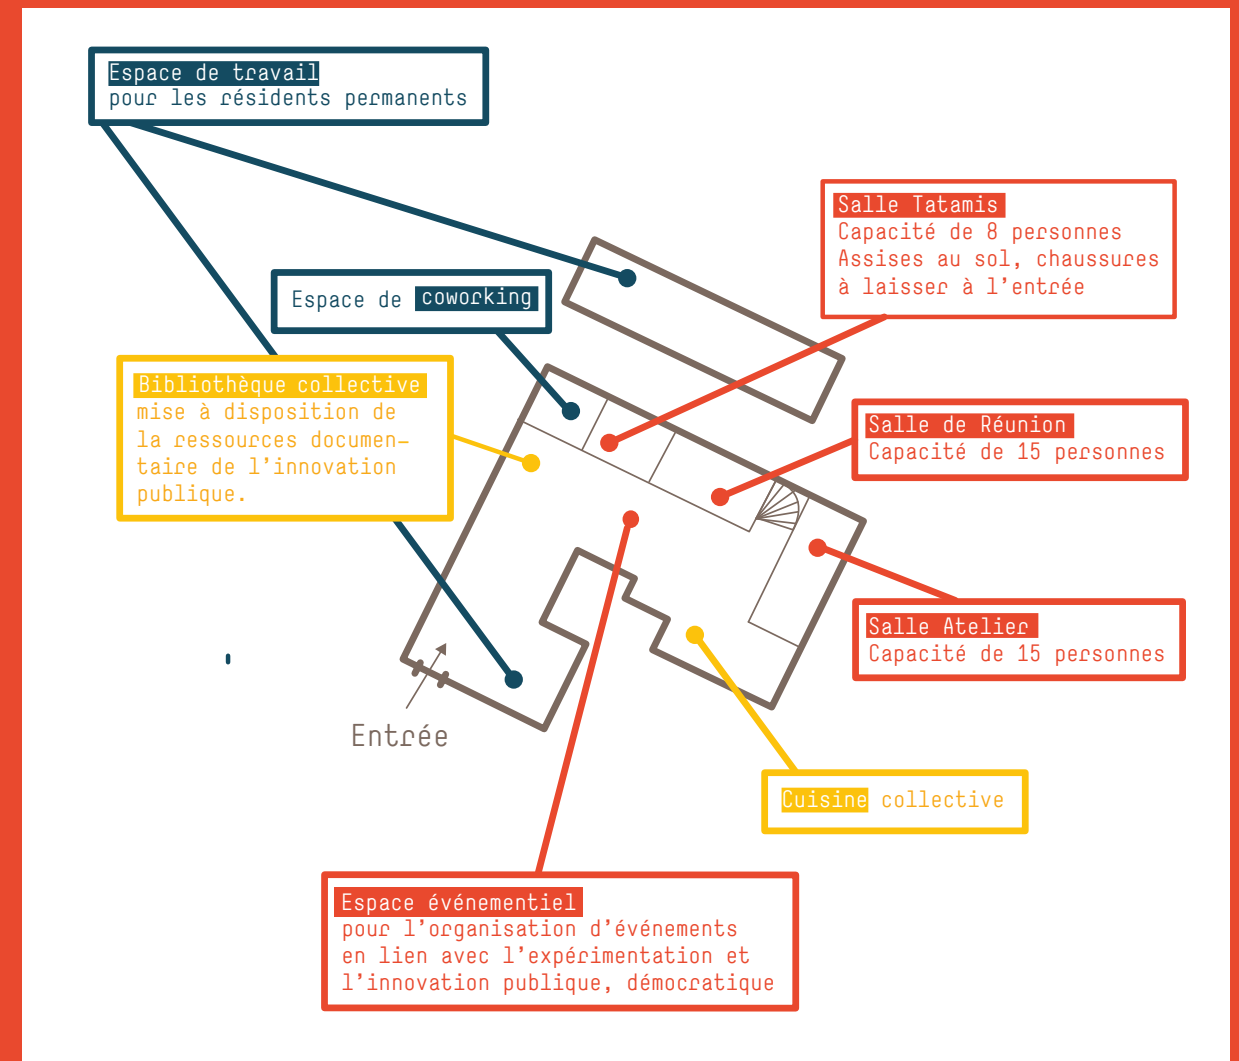 Espace de travail
pour les résidents permanents
Salle Tatamis
Capacité de 8 personnes
Assises au sol, chaussures
à laisser à l'entrée
Espace de coworking
Bibliothèque collective
mise à disposition de
la ressources documen-
taire de l'innovation
publique.
Salle de Réunion
Capacité de 15 personnes
Salle Atelier
Capacité de 15 personnes
Entrée
Cuisine collective
Espace événementiel
pour l'organisation d'événements
en lien avec l'expérimentation et
l'innovation publique, démocratique